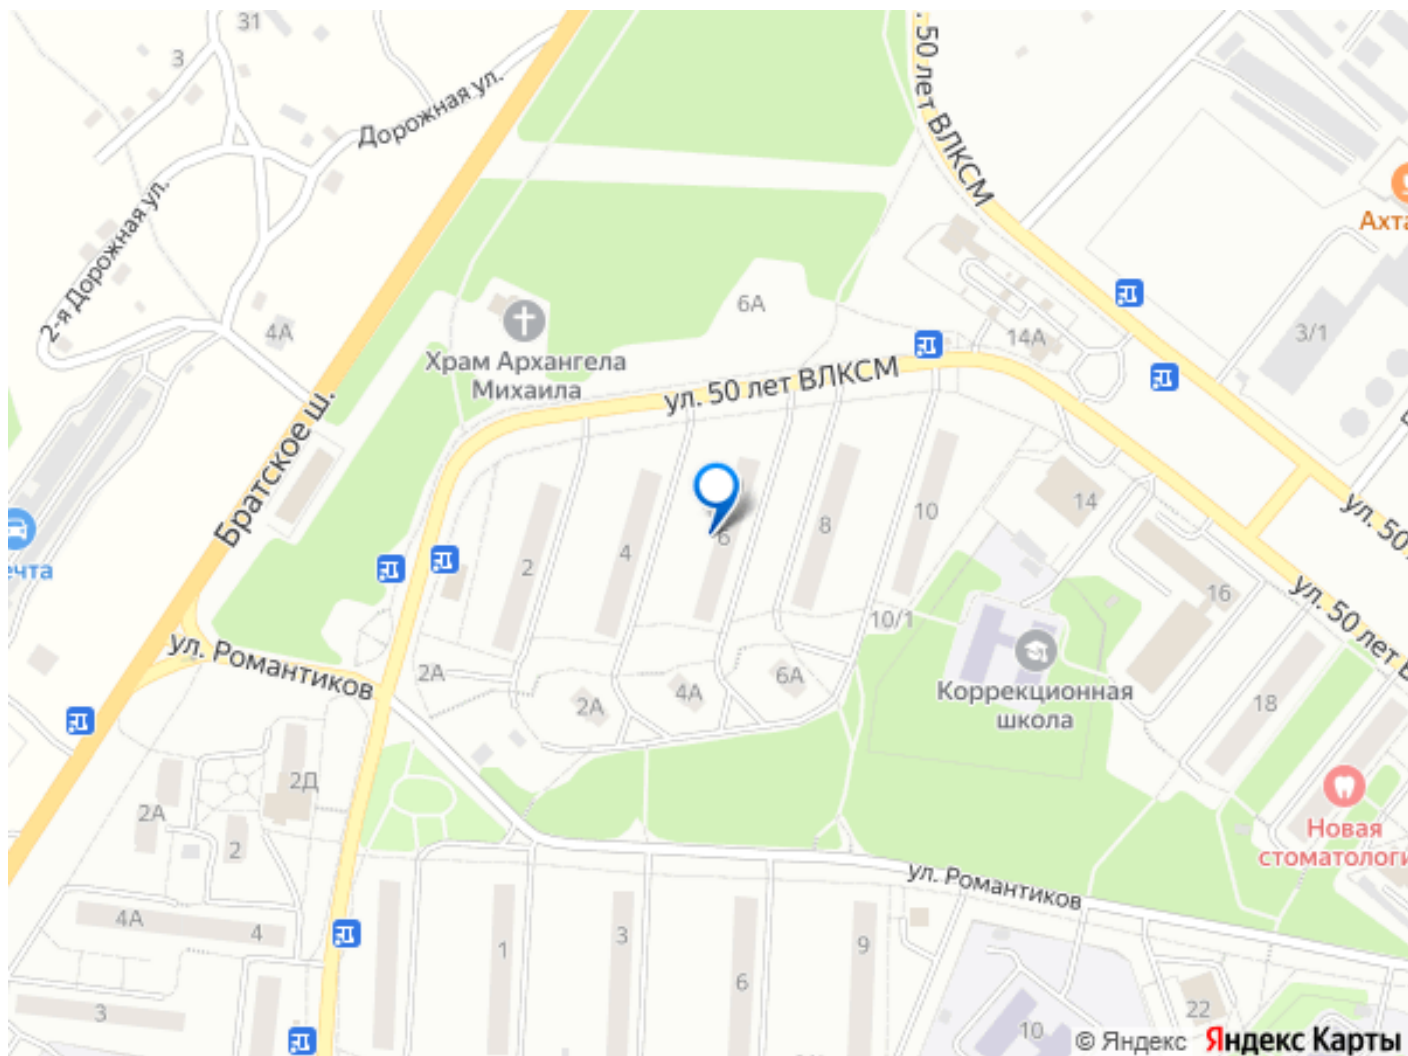 31
3
Дорожная ул.
. 50 лет ВЛКСМ
2-я Дорожная ул.
4А
Ахта
6А
3/1
14А
Храм Архангела
Михаила
ул. 50 лет ВЛКСМ
Братское ш.
2
4
6
8
10
14
ул. 50
ечта
16
ул. 50 лет В
10/1
ул. Романтиков
2А
2А
4А
6А
Коррекционная
школа
18
2Д
2А
2
Новая
стоматологи
ул. Романтиков
4А
4
1
3
6
9
3
10
22
© Яндекс
Яндекс Карты